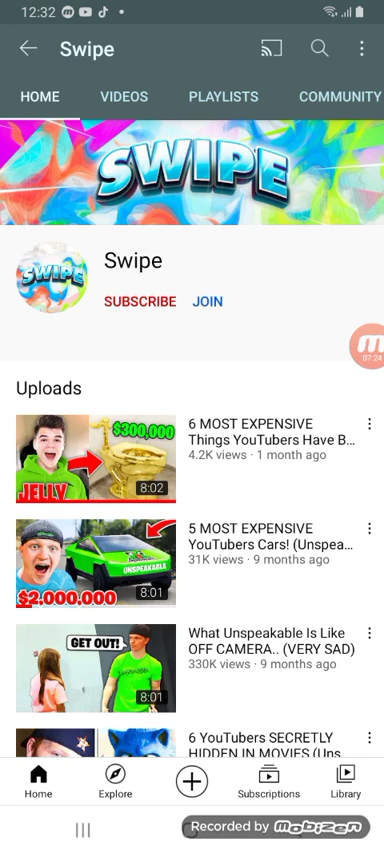 12:32
Swipe
HOME VIDEOS PLAYLISTS COMMUNITY
SWIPE
SWIPE
Swipe
SUBSCRIBE JOIN
07:24
Uploads
$300,000
JELLY
8:02
6 MOST EXPENSIVE
Things YouTubers Have B...
4.2K views · 1 month ago
UNSPEAKABLE
$2.000.000
8:01
5 MOST EXPENSIVE
YouTubers Cars! (Unspea...
31K views · 9 months ago
GET OUT!
8:01
What Unspeakable Is Like
OFF CAMERA.. (VERY SAD)
330K views · 9 months ago
6 YouTubers SECRETLY
HIDDEN IN MOVIES (Uns
Home Explore Subscriptions Library
Recorded by Mobizen